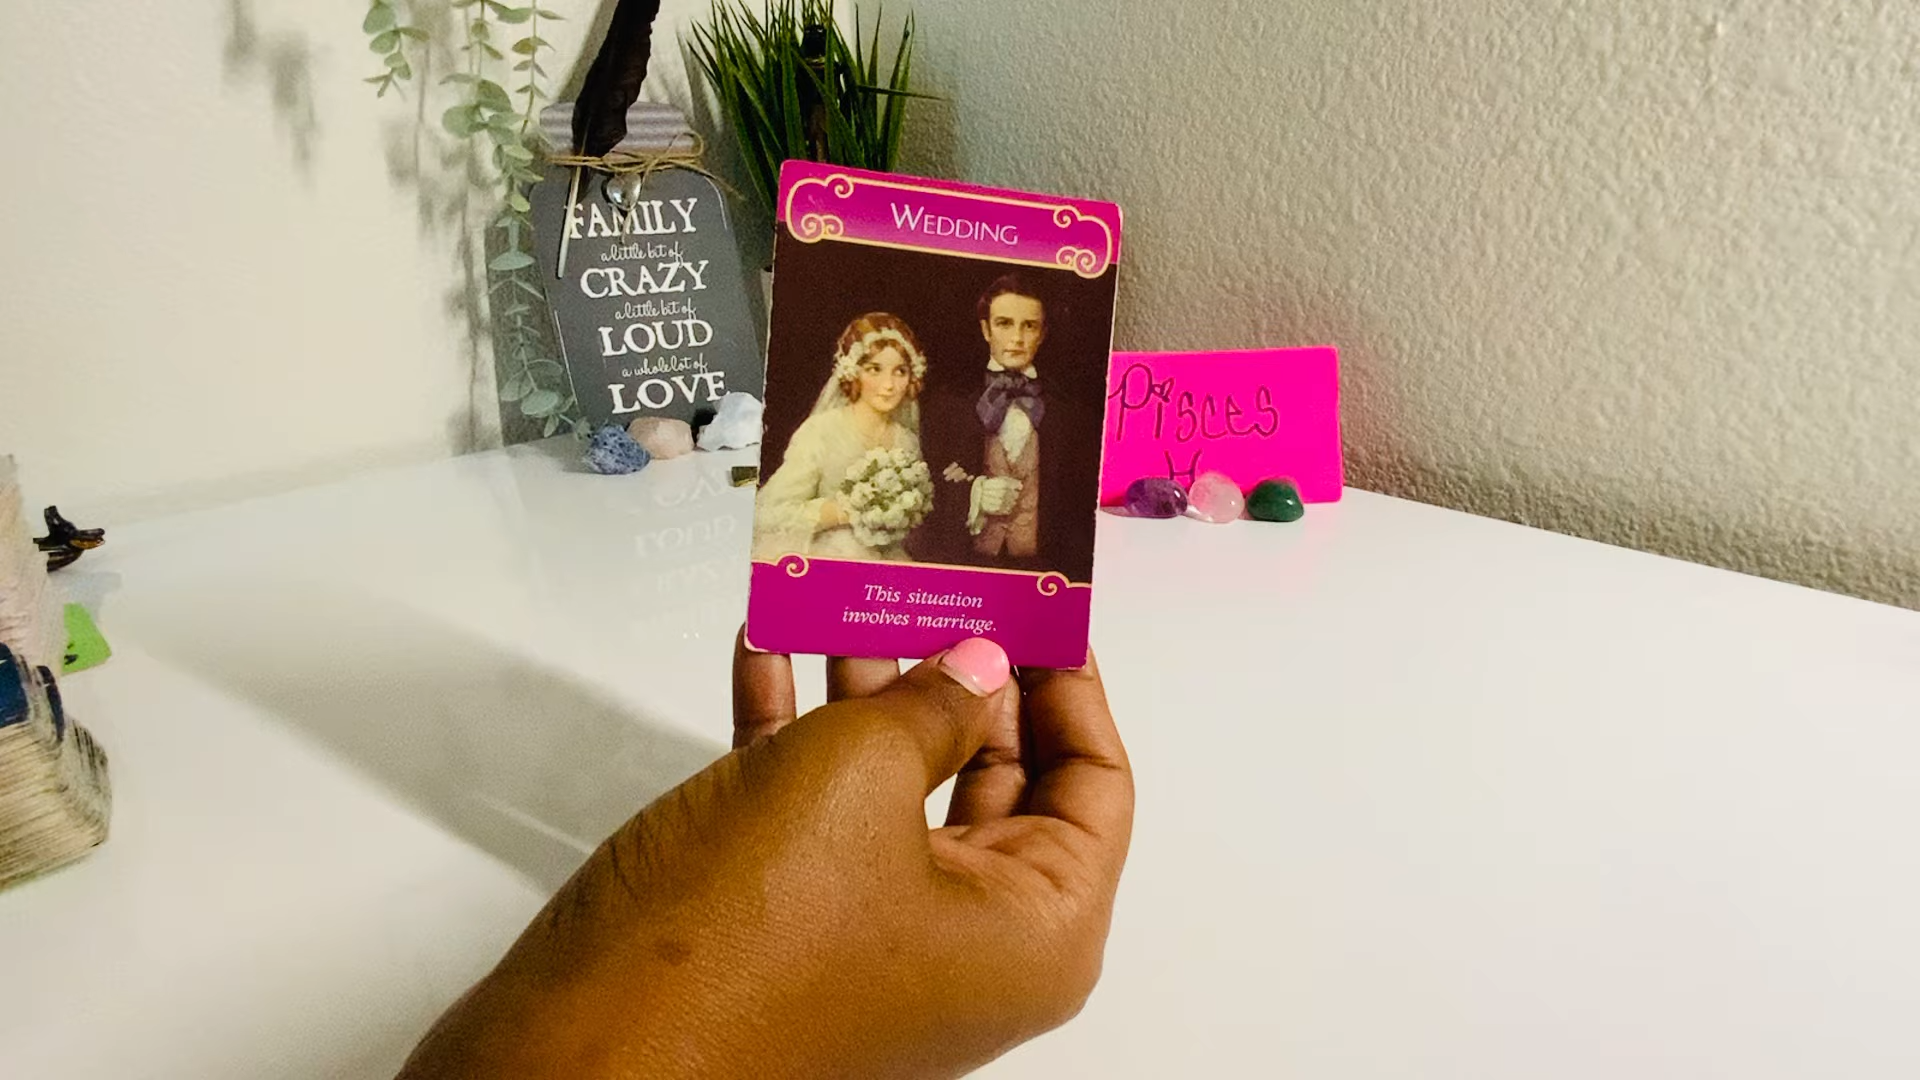 FAMILY
a little bit of
CRAZY
a little bit of
LOUD
a whole lot of
LOVE
WEDDING
This situation
involves marriage.
Pisces